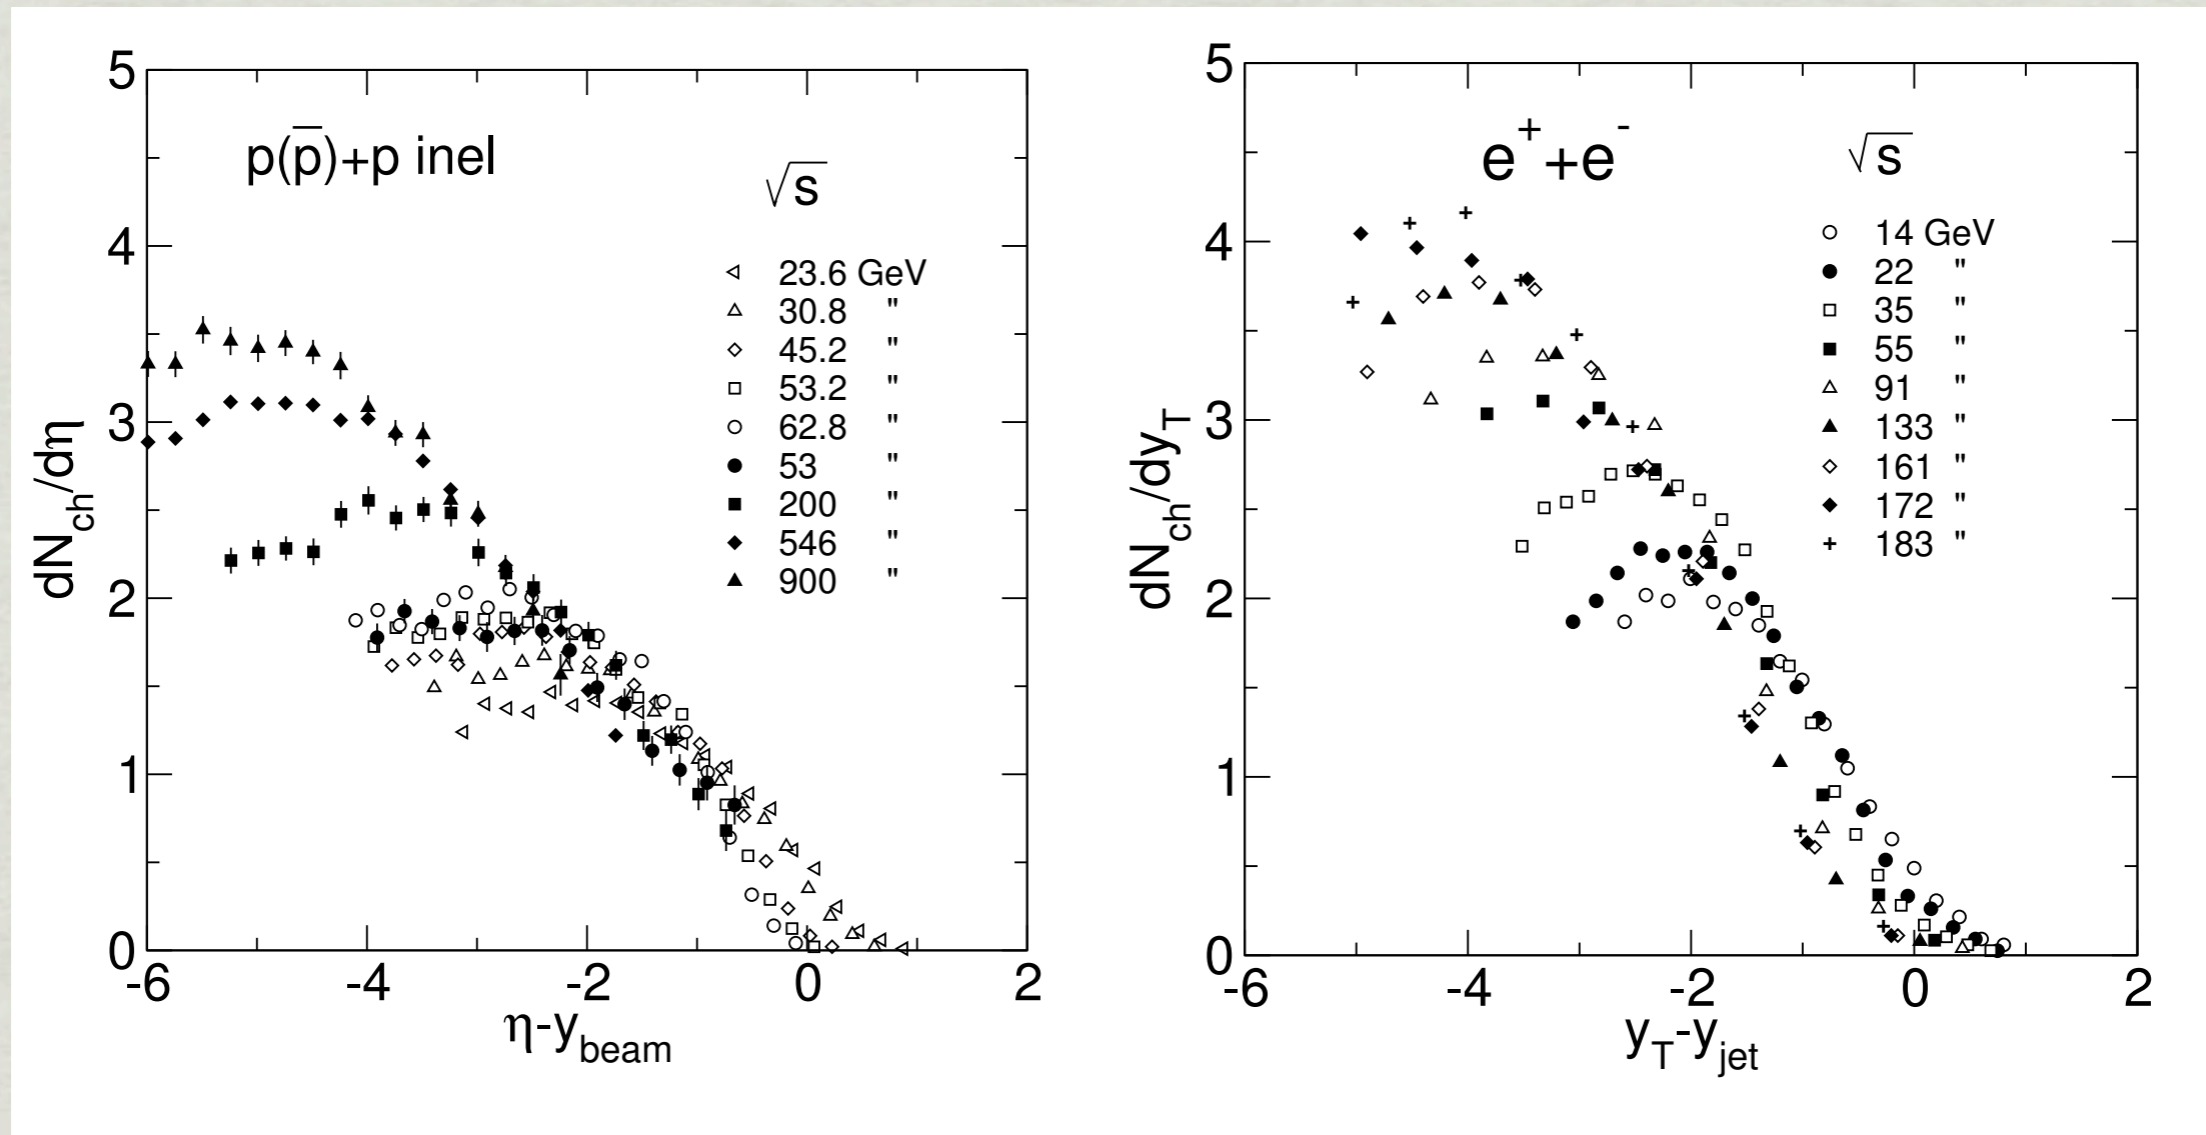 p(p̅)+p inel
√s
23.6 GeV
30.8 "
45.2 "
53.2 "
62.8 "
53 "
200 "
546 "
900 "
5
4
3
2
1
0
-6 -4 -2 0 2
dN_ch/dη
η-y_beam
e⁺+e⁻
√s
14 GeV
22 "
35 "
55 "
91 "
133 "
161 "
172 "
183 "
5
4
3
2
1
0
-6 -4 -2 0 2
dN_ch/dy_T
y_T-y_jet